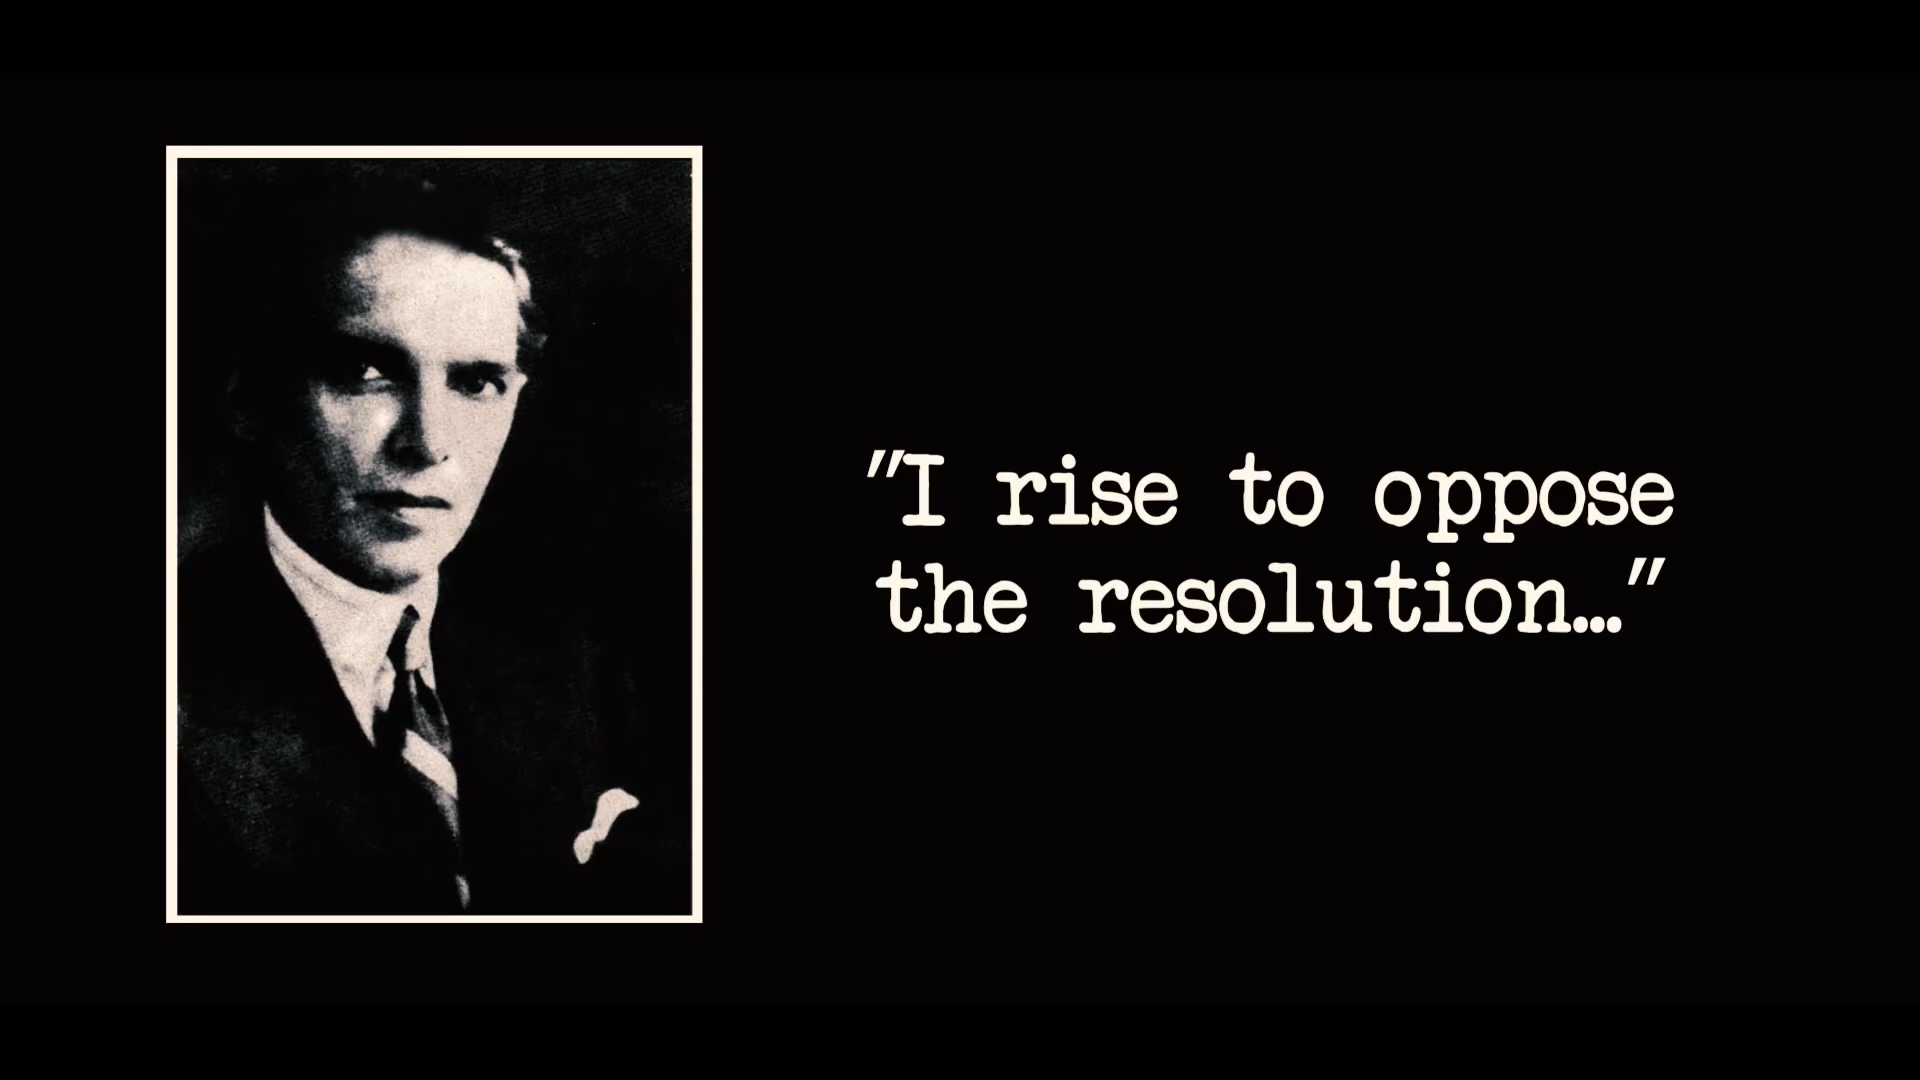 "I rise to oppose
the resolution..."